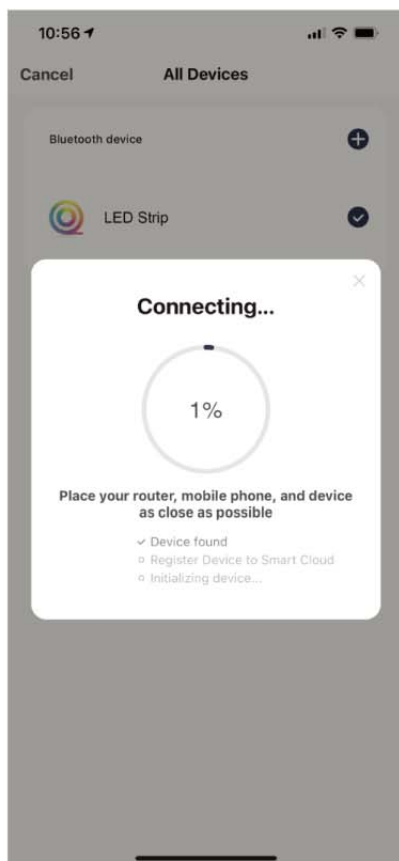 10:56
Cancel All Devices
Bluetooth device
LED Strip
Connecting...
1%
Place your router, mobile phone, and device
as close as possible
Device found
Register Device to Smart Cloud
Initializing device...